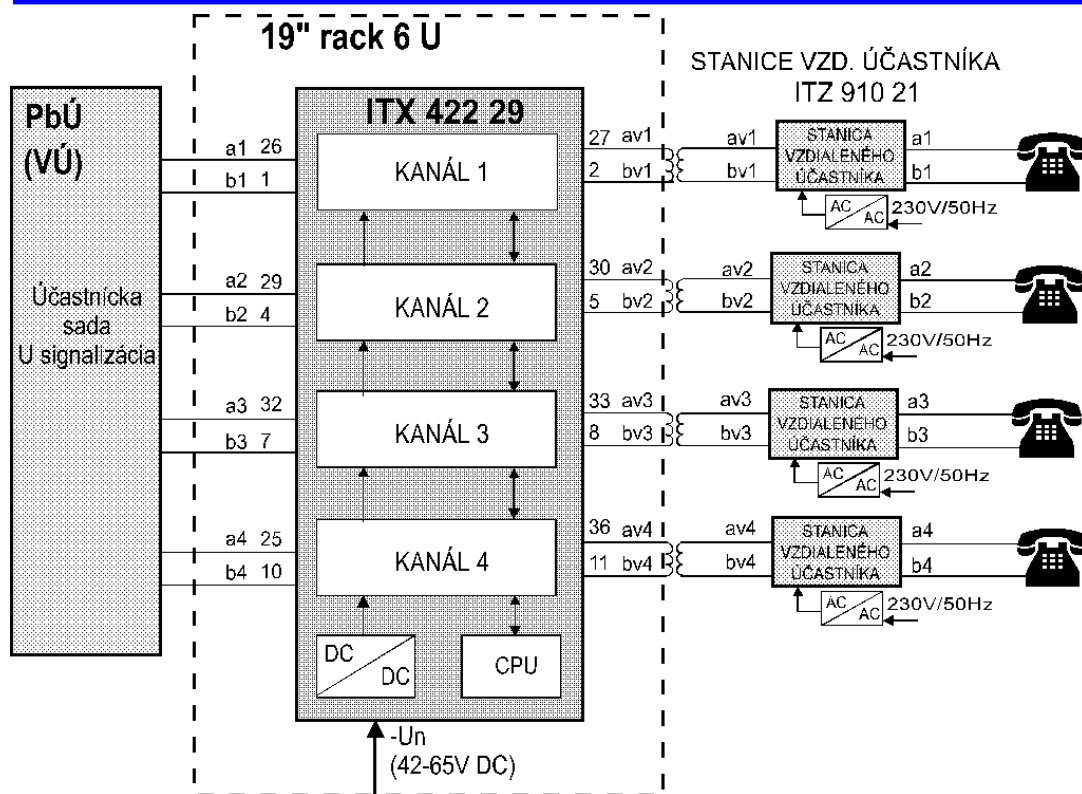 19" rack 6 U
STANICE VZD. ÚČASTNÍKA
ITZ 910 21
PbÚ
(VÚ)
Účastnícka
sada
U signalizácia
ITX 422 29
a1 26
b1 1
KANÁL 1
27 av1
2 bv1
av1
bv1
STANICA
VZDIALENÉHO
ÚČASTNÍKA
a1
b1
AC
AC
230V/50Hz
a2 29
b2 4
KANÁL 2
30 av2
5 bv2
av2
bv2
STANICA
VZDIALENÉHO
ÚČASTNÍKA
a2
b2
AC
AC
230V/50Hz
a3 32
b3 7
KANÁL 3
33 av3
8 bv3
av3
bv3
STANICA
VZDIALENÉHO
ÚČASTNÍKA
a3
b3
AC
AC
230V/50Hz
a4 25
b4 10
KANÁL 4
36 av4
11 bv4
av4
bv4
STANICA
VZDIALENÉHO
ÚČASTNÍKA
a4
b4
AC
AC
230V/50Hz
DC
DC
CPU
-Un
(42-65V DC)